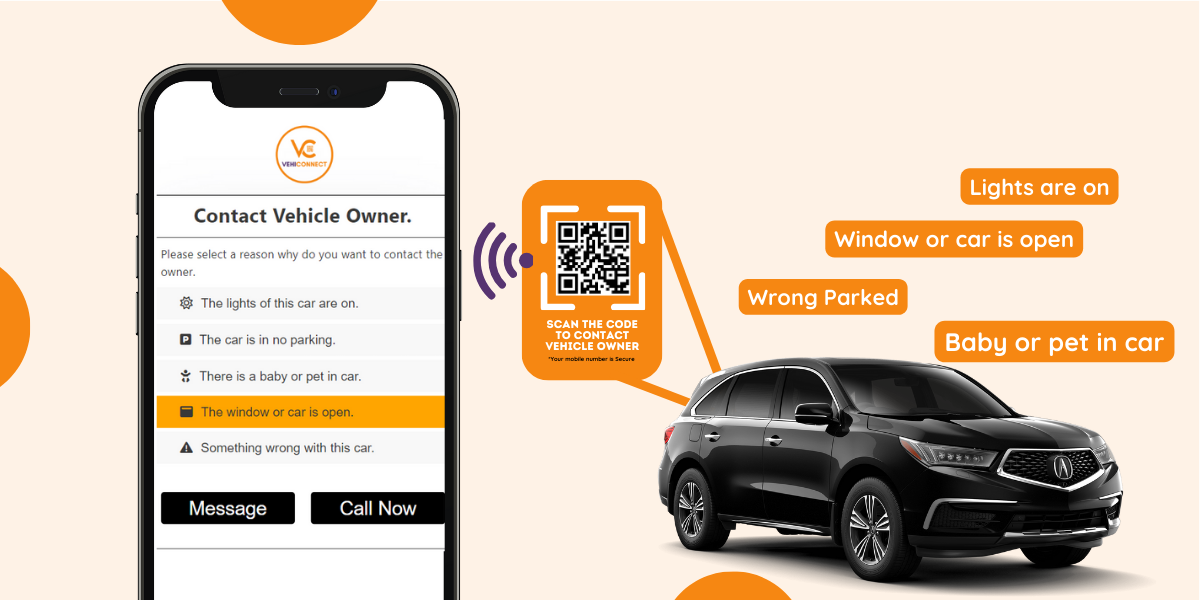 VC
VEHICONNECT
Contact Vehicle Owner.
Please select a reason why do you want to contact the
owner.
The lights of this car are on.
P The car is in no parking.
There is a baby or pet in car.
The window or car is open.
Something wrong with this car.
Message
Call Now
SCAN THE CODE
TO CONTACT
VEHICLE OWNER
*Your mobile number is Secure
Lights are on
Window or car is open
Wrong Parked
Baby or pet in car